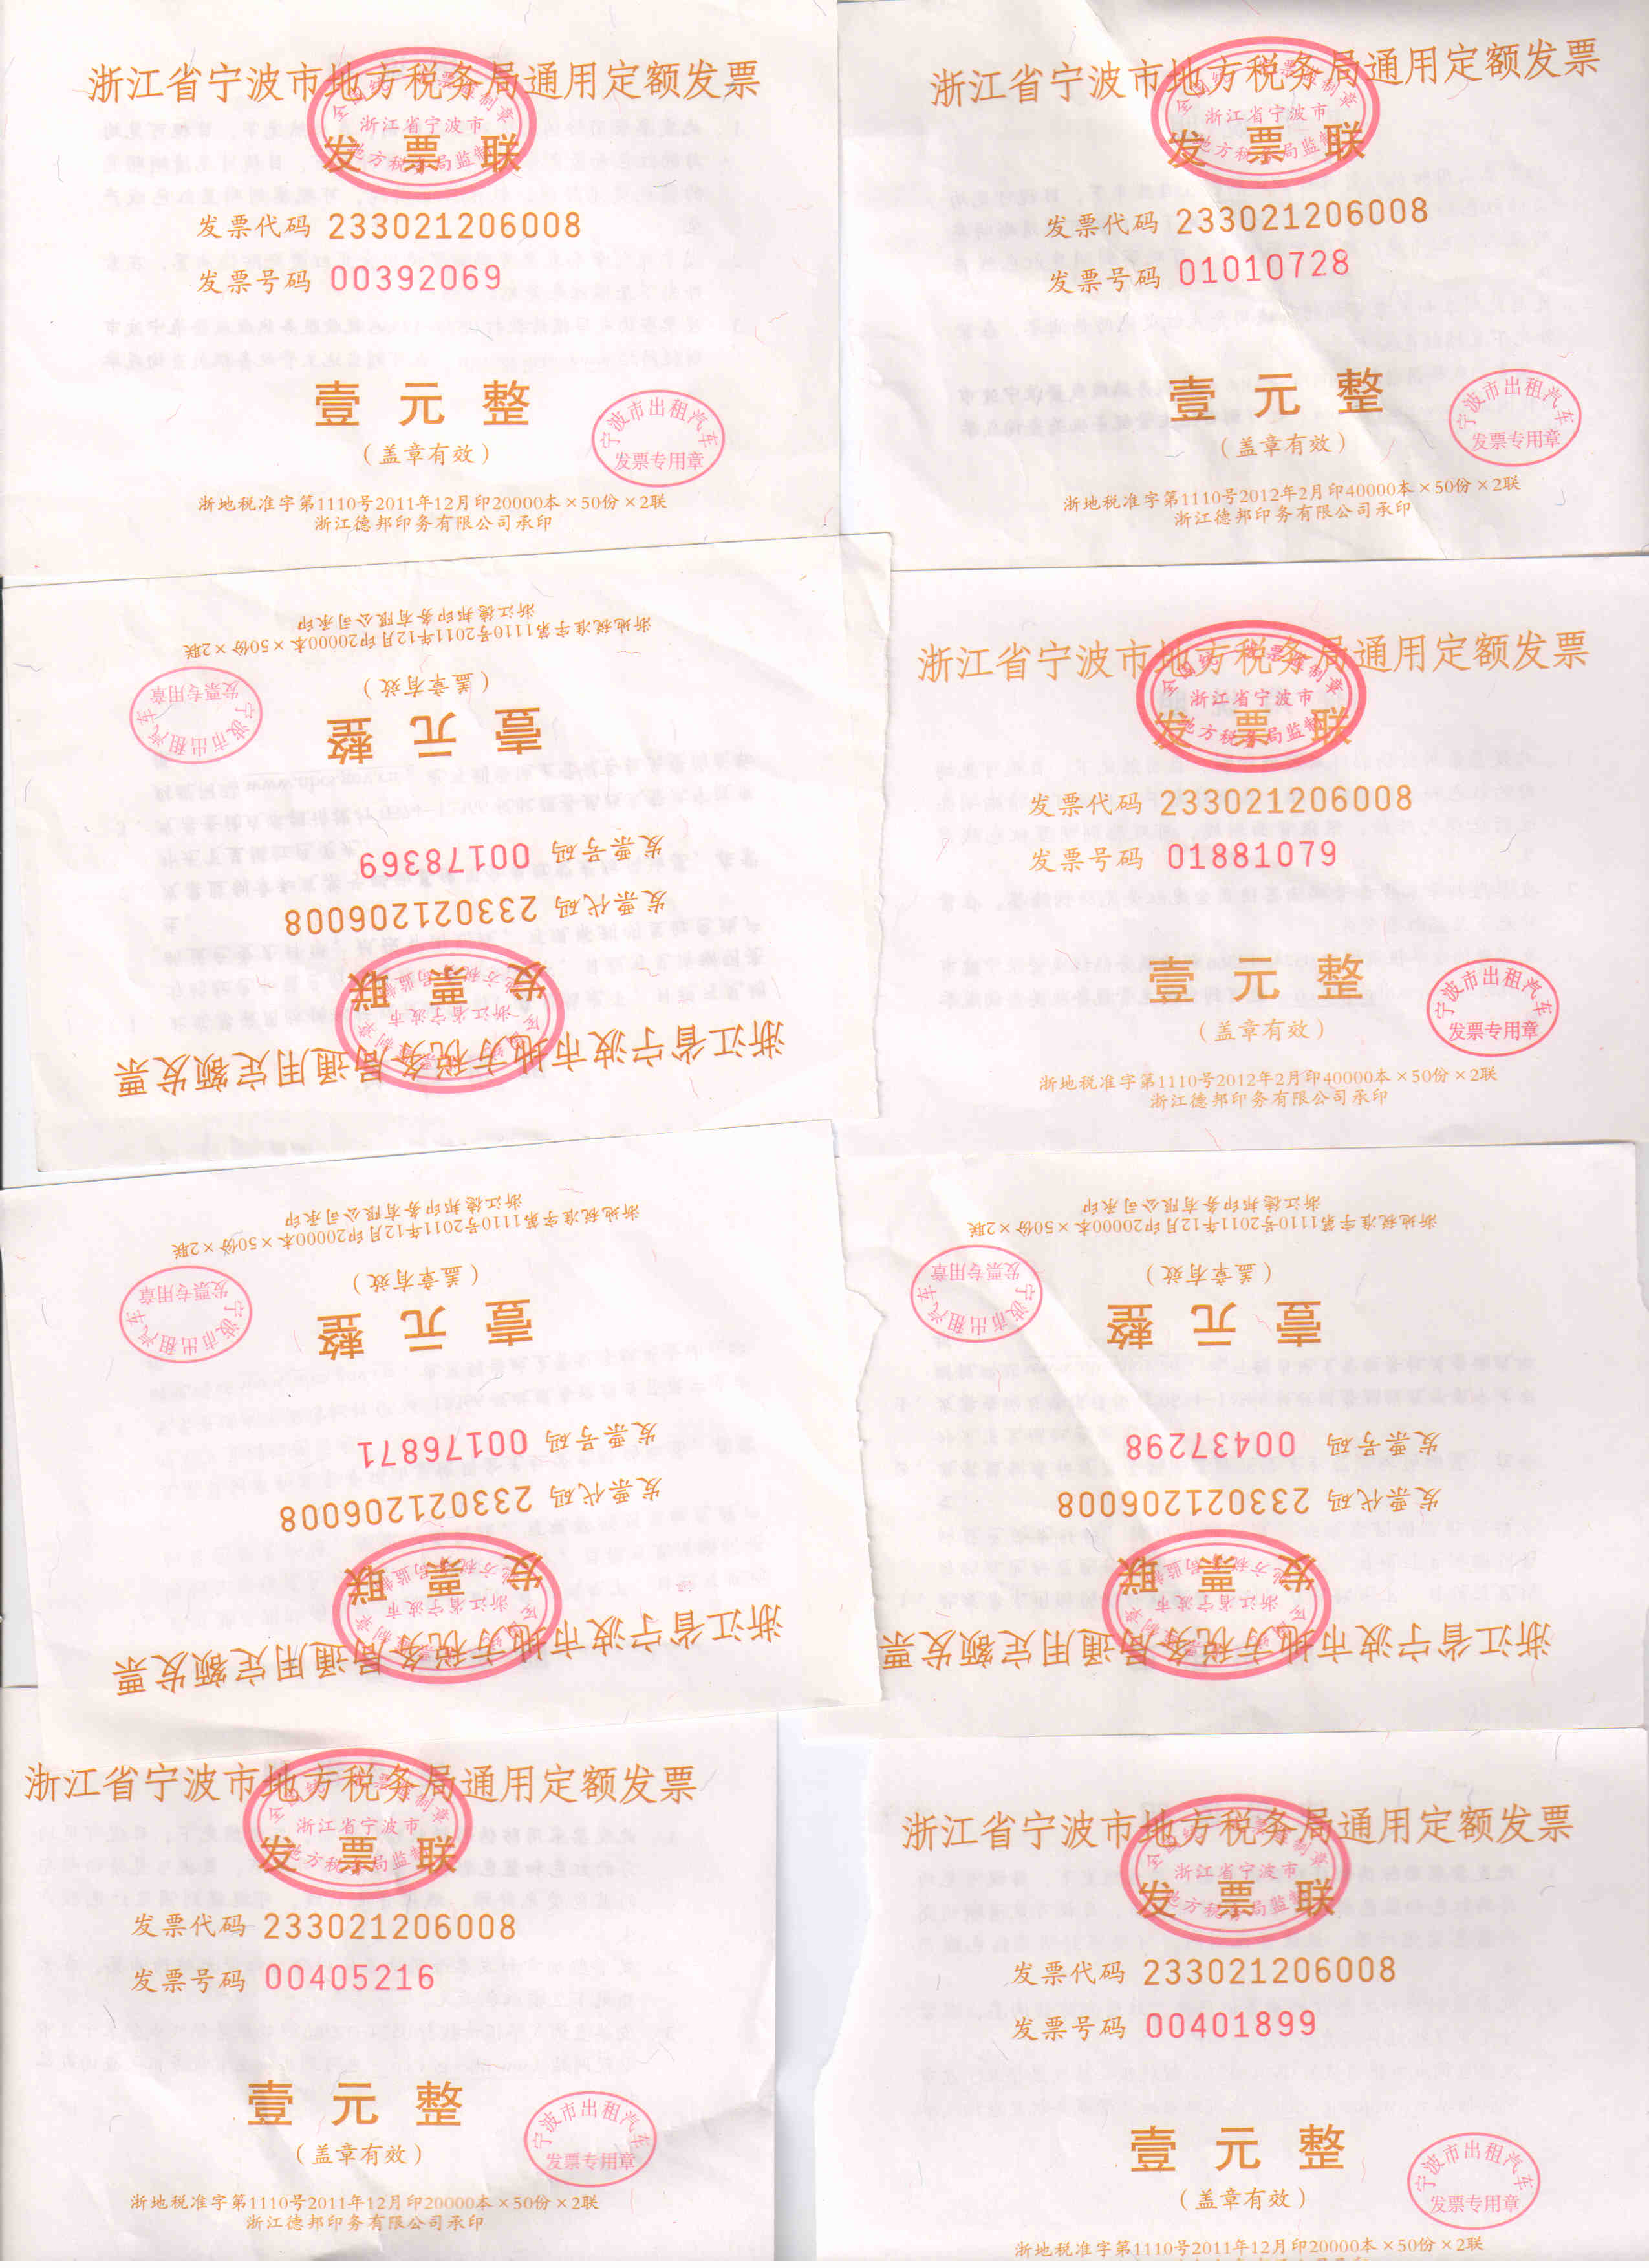 浙江省宁波市地方税务局通用定额发票
浙江省宁波市
发票联
地方税务局监制
发票代码 233021206008
发票号码 00392069
壹元整
(盖章有效)
宁波市出租汽车
发票专用章
浙地税准字第1110号2011年12月印20000本×50份×2联
浙江德邦印务有限公司承印
浙江省宁波市地方税务局通用定额发票
浙江省宁波市
发票联
地方税务局监制
发票代码 233021206008
发票号码 01010728
壹元整
(盖章有效)
宁波市出租汽车
发票专用章
浙地税准字第1110号2012年2月印40000本×50份×2联
浙江德邦印务有限公司承印
浙江省宁波市地方税务局通用定额发票
浙江省宁波市
发票联
地方税务局监制
发票代码 233021206008
发票号码 00178369
壹元整
(盖章有效)
宁波市出租汽车
发票专用章
浙地税准字第1110号2011年12月印20000本×50份×2联
浙江德邦印务有限公司承印
浙江省宁波市地方税务局通用定额发票
浙江省宁波市
发票联
地方税务局监制
发票代码 233021206008
发票号码 01881079
壹元整
(盖章有效)
宁波市出租汽车
发票专用章
浙地税准字第1110号2012年2月印40000本×50份×2联
浙江德邦印务有限公司承印
浙江省宁波市地方税务局通用定额发票
浙江省宁波市
发票联
地方税务局监制
发票代码 233021206008
发票号码 00176871
壹元整
(盖章有效)
宁波市出租汽车
发票专用章
浙地税准字第1110号2011年12月印20000本×50份×2联
浙江德邦印务有限公司承印
浙江省宁波市地方税务局通用定额发票
浙江省宁波市
发票联
地方税务局监制
发票代码 233021206008
发票号码 00437298
壹元整
(盖章有效)
宁波市出租汽车
发票专用章
浙地税准字第1110号2011年12月印20000本×50份×2联
浙江德邦印务有限公司承印
浙江省宁波市地方税务局通用定额发票
浙江省宁波市
发票联
地方税务局监制
发票代码 233021206008
发票号码 00405216
壹元整
(盖章有效)
宁波市出租汽车
发票专用章
浙地税准字第1110号2011年12月印20000本×50份×2联
浙江德邦印务有限公司承印
浙江省宁波市地方税务局通用定额发票
浙江省宁波市
发票联
地方税务局监制
发票代码 233021206008
发票号码 00401899
壹元整
(盖章有效)
宁波市出租汽车
发票专用章
浙地税准字第1110号2011年12月印20000本×50份×2联